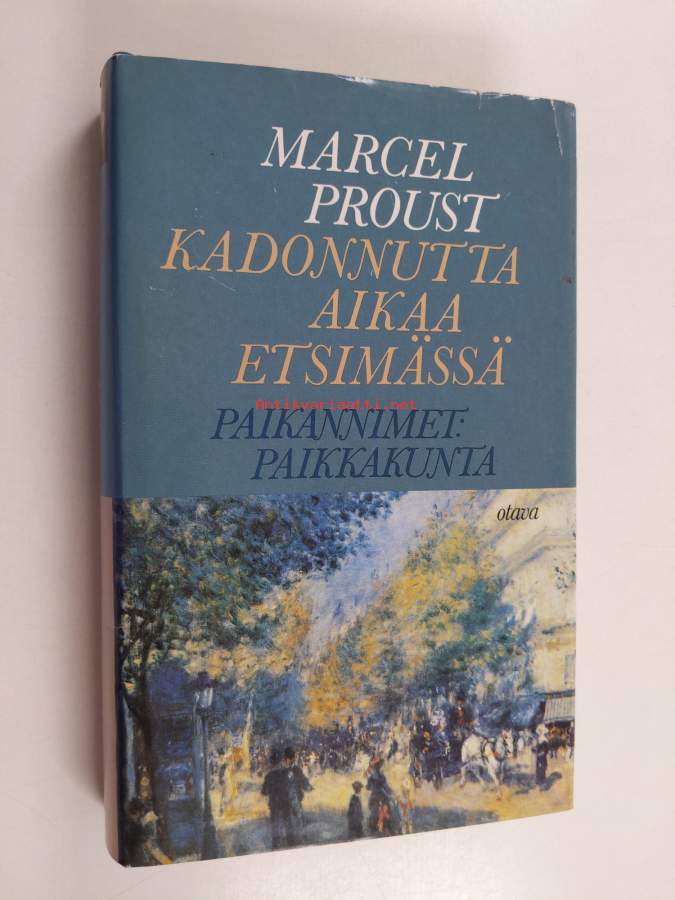 MARCEL
PROUST
KADONNUTTA
AIKAA
ETSIMÄSSÄ
Antikvariaatti.net
PAIKANNIMET:
PAIKKAKUNTA
otava